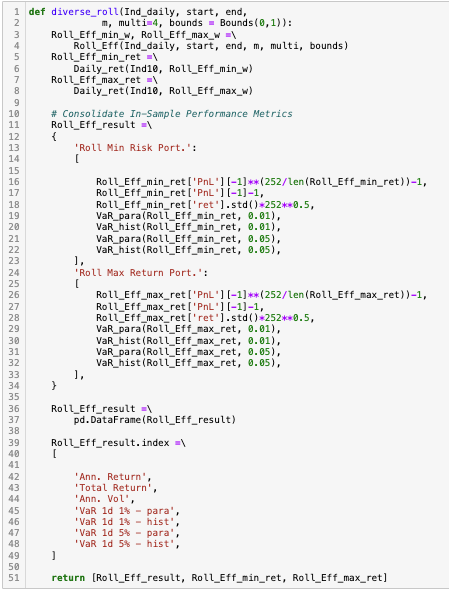 1 def diverse_roll(Ind_daily, start, end,
2 m, multi=4, bounds = Bounds(0,1)):
3 Roll_Eff_min_w, Roll_Eff_max_w =\
4 Roll_Eff(Ind_daily, start, end, m, multi, bounds)
5 Roll_Eff_min_ret =\
6 Daily_ret(Ind10, Roll_Eff_min_w)
7 Roll_Eff_max_ret =\
8 Daily_ret(Ind10, Roll_Eff_max_w)
9
10 # Consolidate In-Sample Performance Metrics
11 Roll_Eff_result =\
12 {
13 'Roll Min Risk Port.':
14 [
15
16 Roll_Eff_min_ret['PnL'][-1]**(252/len(Roll_Eff_min_ret))-1,
17 Roll_Eff_min_ret['PnL'][-1]-1,
18 Roll_Eff_min_ret['ret'].std()*252**0.5,
19 VaR_para(Roll_Eff_min_ret, 0.01),
20 VaR_hist(Roll_Eff_min_ret, 0.01),
21 VaR_para(Roll_Eff_min_ret, 0.05),
22 VaR_hist(Roll_Eff_min_ret, 0.05),
23 ],
24 'Roll Max Return Port.':
25 [
26 Roll_Eff_max_ret['PnL'][-1]**(252/len(Roll_Eff_max_ret))-1,
27 Roll_Eff_max_ret['PnL'][-1]-1,
28 Roll_Eff_max_ret['ret'].std()*252**0.5,
29 VaR_para(Roll_Eff_max_ret, 0.01),
30 VaR_hist(Roll_Eff_max_ret, 0.01),
31 VaR_para(Roll_Eff_max_ret, 0.05),
32 VaR_hist(Roll_Eff_max_ret, 0.05),
33 ],
34 }
35
36 Roll_Eff_result =\
37 pd.DataFrame(Roll_Eff_result)
38
39 Roll_Eff_result.index =\
40 [
41
42 'Ann. Return',
43 'Total Return',
44 'Ann. Vol',
45 'VaR 1d 1% - para',
46 'VaR 1d 1% - hist',
47 'VaR 1d 5% - para',
48 'VaR 1d 5% - hist',
49 ]
50
51 return [Roll_Eff_result, Roll_Eff_min_ret, Roll_Eff_max_ret]